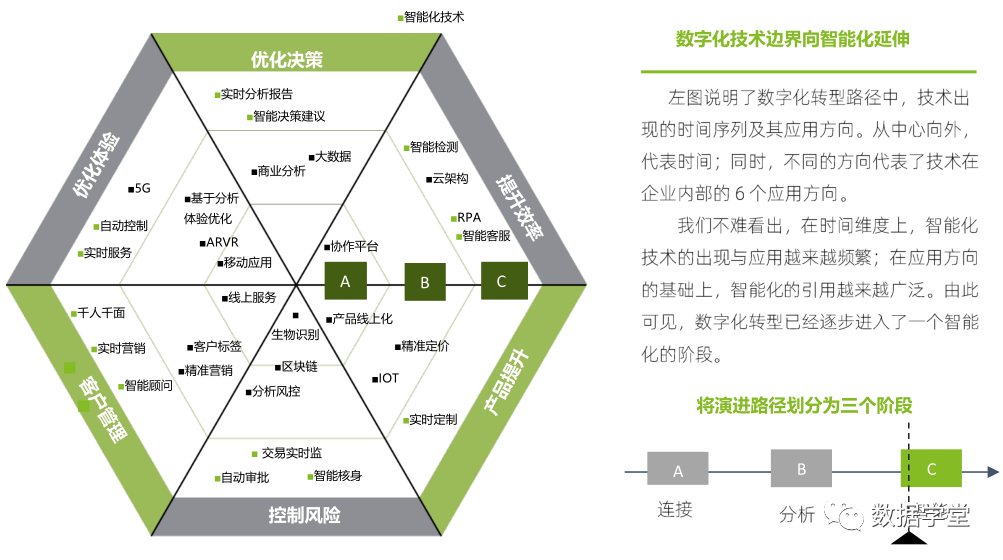 智能化技术
优化决策
实时分析报告
智能决策建议
大数据
商业分析
提升效率
智能检测
云架构
RPA
智能客服
协作平台
优化体验
5G
基于分析
体验优化
自动控制
ARVR
实时服务
移动应用
A
B
C
客户管理
千人千面
线上服务
实时营销
客户标签
精准营销
智能顾问
产品提升
产品线上化
精准定价
IOT
实时定制
控制风险
生物识别
区块链
分析风控
交易实时监
自动审批
智能核身
数字化技术边界向智能化延伸
左图说明了数字化转型路径中，技术出
现的时间序列及其应用方向。从中心向外，
代表时间；同时，不同的方向代表了技术在
企业内部的 6 个应用方向。
我们不难看出，在时间维度上，智能化
技术的出现与应用越来越频繁；在应用方向
的基础上，智能化的引用越来越广泛。由此
可见，数字化转型已经逐步进入了一个智能
化的阶段。
将演进路径划分为三个阶段
A
B
C
连接
分析
数据学堂